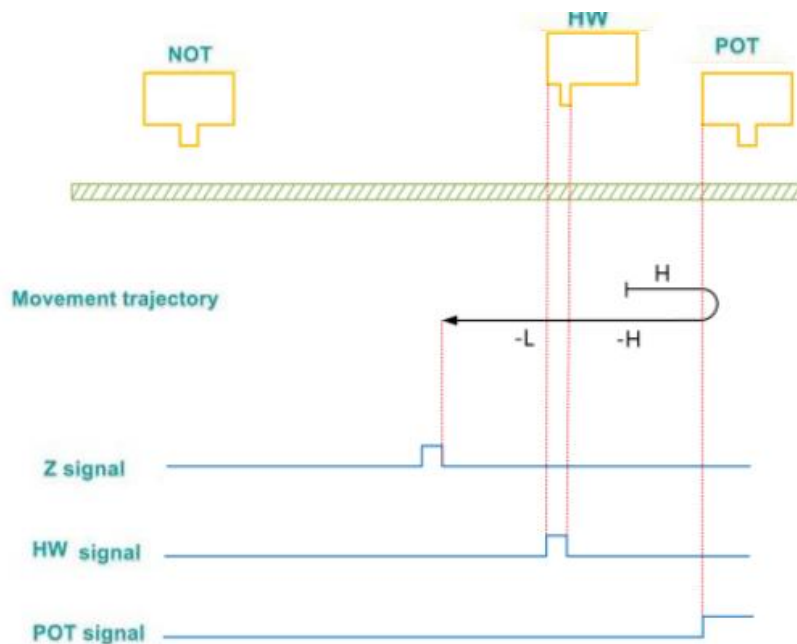 HW
NOT
POT
H
Movement trajectory
-L
-H
Z signal
HW signal
POT signal